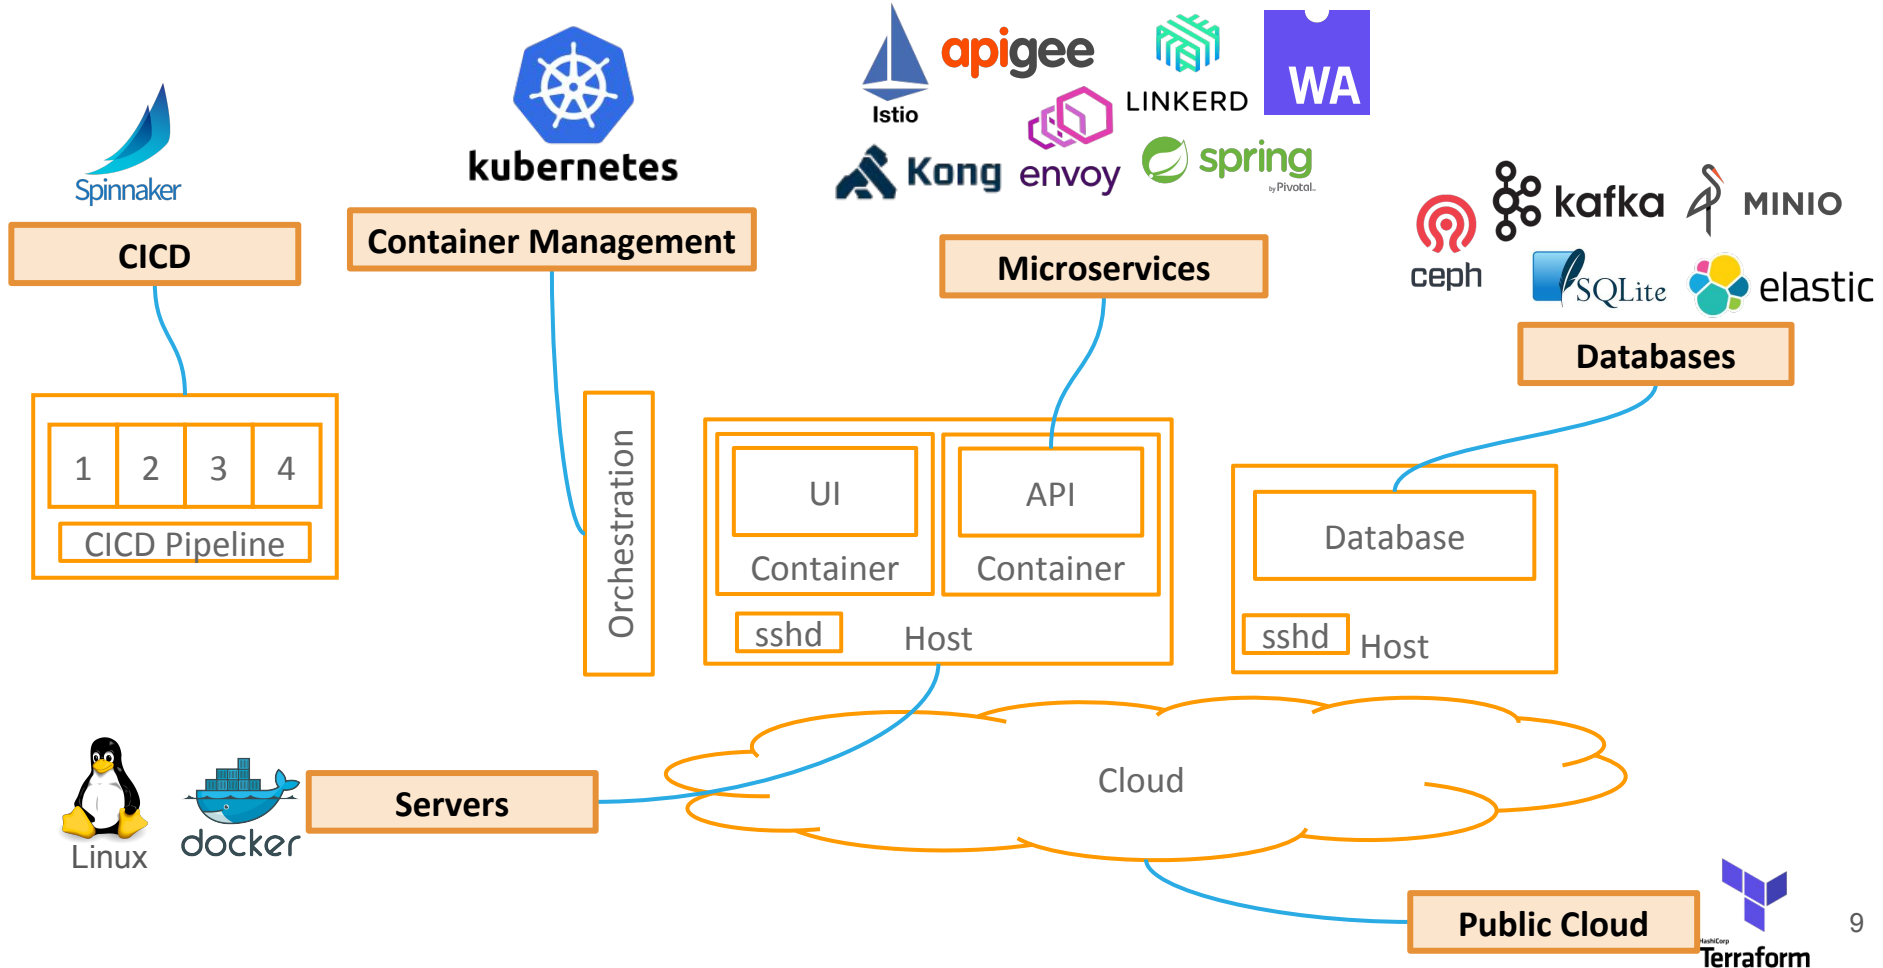 Istio
apigee
LINKERD
WA
Kong
envoy
spring
by Pivotal.
kubernetes
Spinnaker
kafka
MINIO
ceph
SQLite
elastic
CICD
Container Management
Microservices
Databases
1 2 3 4
CICD Pipeline
Orchestration
UI
Container
API
Container
sshd
Host
Database
sshd
Host
Cloud
Linux
docker
Servers
Public Cloud
HashiCorp
Terraform
9